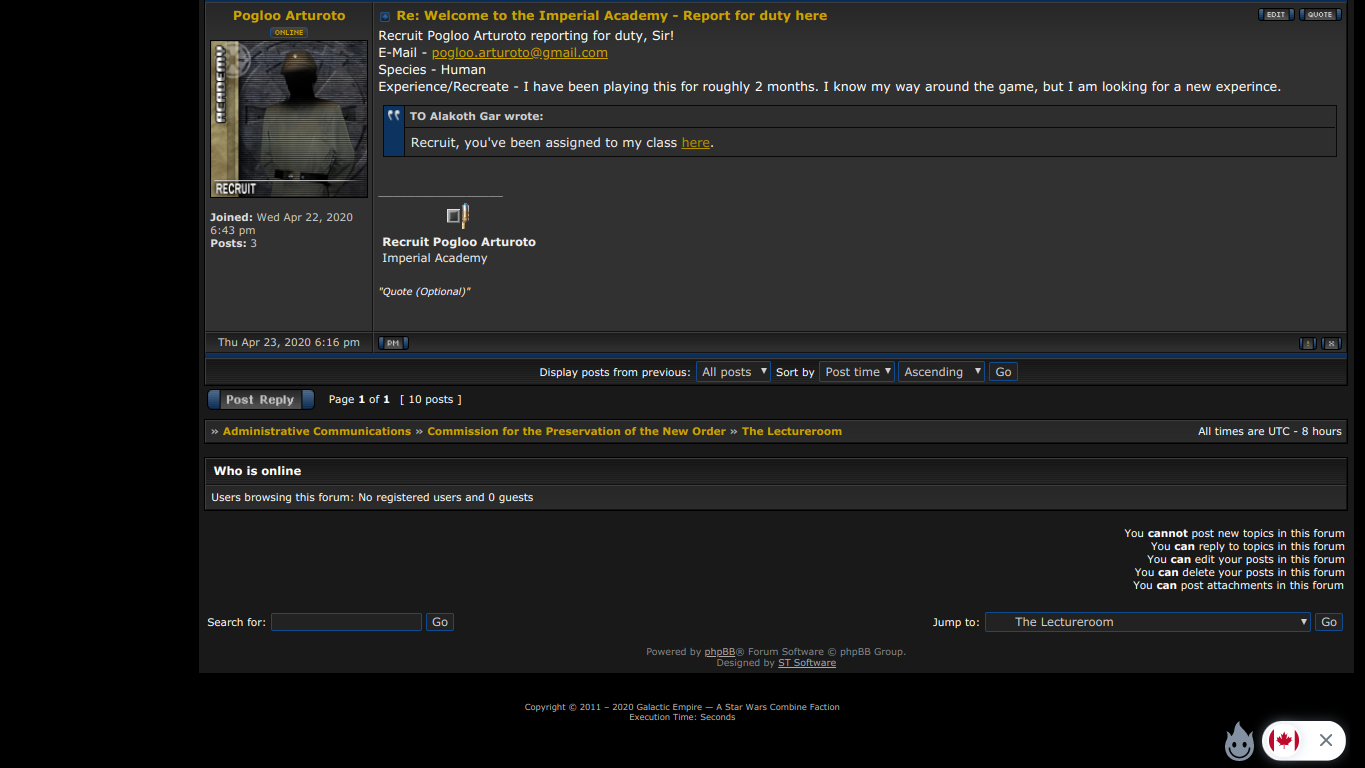 Pogloo Arturoto
ONLINE
ACADEMY
RECRUIT
Joined: Wed Apr 22, 2020
6:43 pm
Posts: 3
Re: Welcome to the Imperial Academy - Report for duty here
EDIT QUOTE
Recruit Pogloo Arturoto reporting for duty, Sir!
E-Mail - pogloo.arturoto@gmail.com
Species - Human
Experience/Recreate - I have been playing this for roughly 2 months. I know my way around the game, but I am looking for a new experince.
TO Alakoth Gar wrote:
Recruit, you've been assigned to my class here.
Recruit Pogloo Arturoto
Imperial Academy
"Quote (Optional)"
Thu Apr 23, 2020 6:16 pm PM ! X
Display posts from previous: All posts Sort by Post time Ascending Go
Post Reply Page 1 of 1 [ 10 posts ]
» Administrative Communications » Commission for the Preservation of the New Order » The Lectureroom All times are UTC - 8 hours
Who is online
Users browsing this forum: No registered users and 0 guests
You cannot post new topics in this forum
You can reply to topics in this forum
You can edit your posts in this forum
You can delete your posts in this forum
You can post attachments in this forum
Search for: Go Jump to: The Lectureroom Go
Powered by phpBB® Forum Software © phpBB Group.
Designed by ST Software
Copyright © 2011 – 2020 Galactic Empire — A Star Wars Combine Faction
Execution Time: Seconds